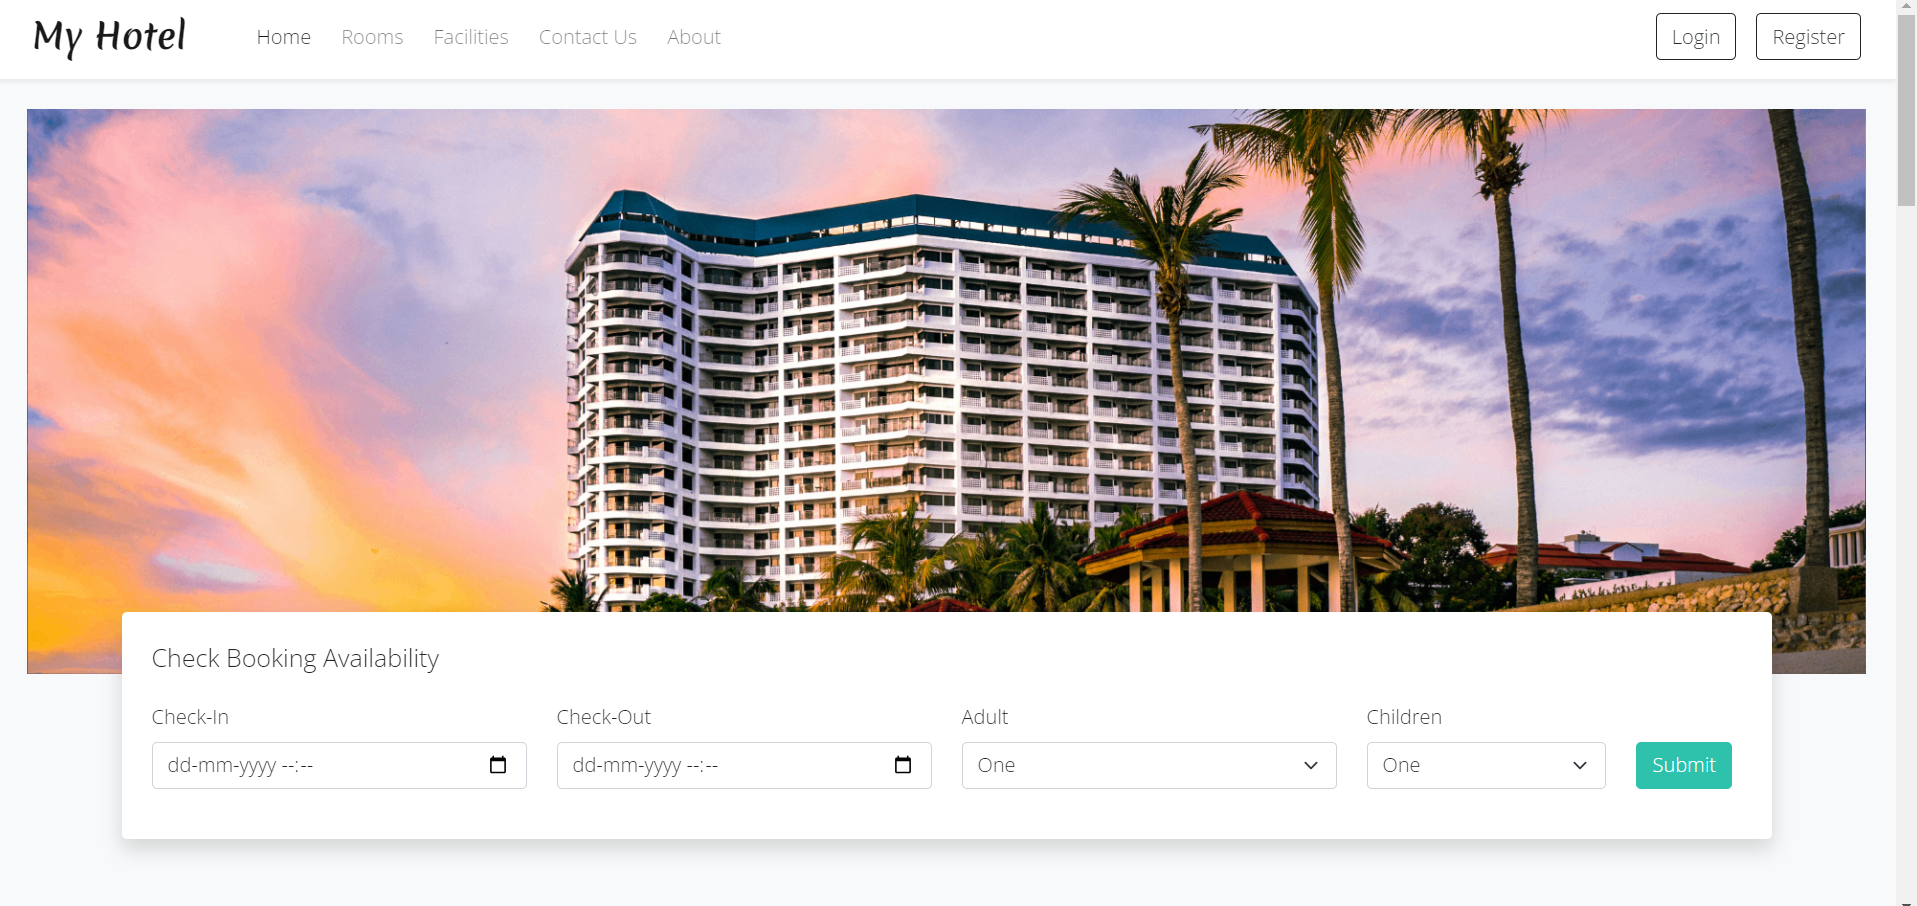 My Hotel
Home Rooms Facilities Contact Us About
Login Register
Check Booking Availability
Check-In Check-Out Adult Children
dd-mm-yyyy --:-- dd-mm-yyyy --:-- One One Submit